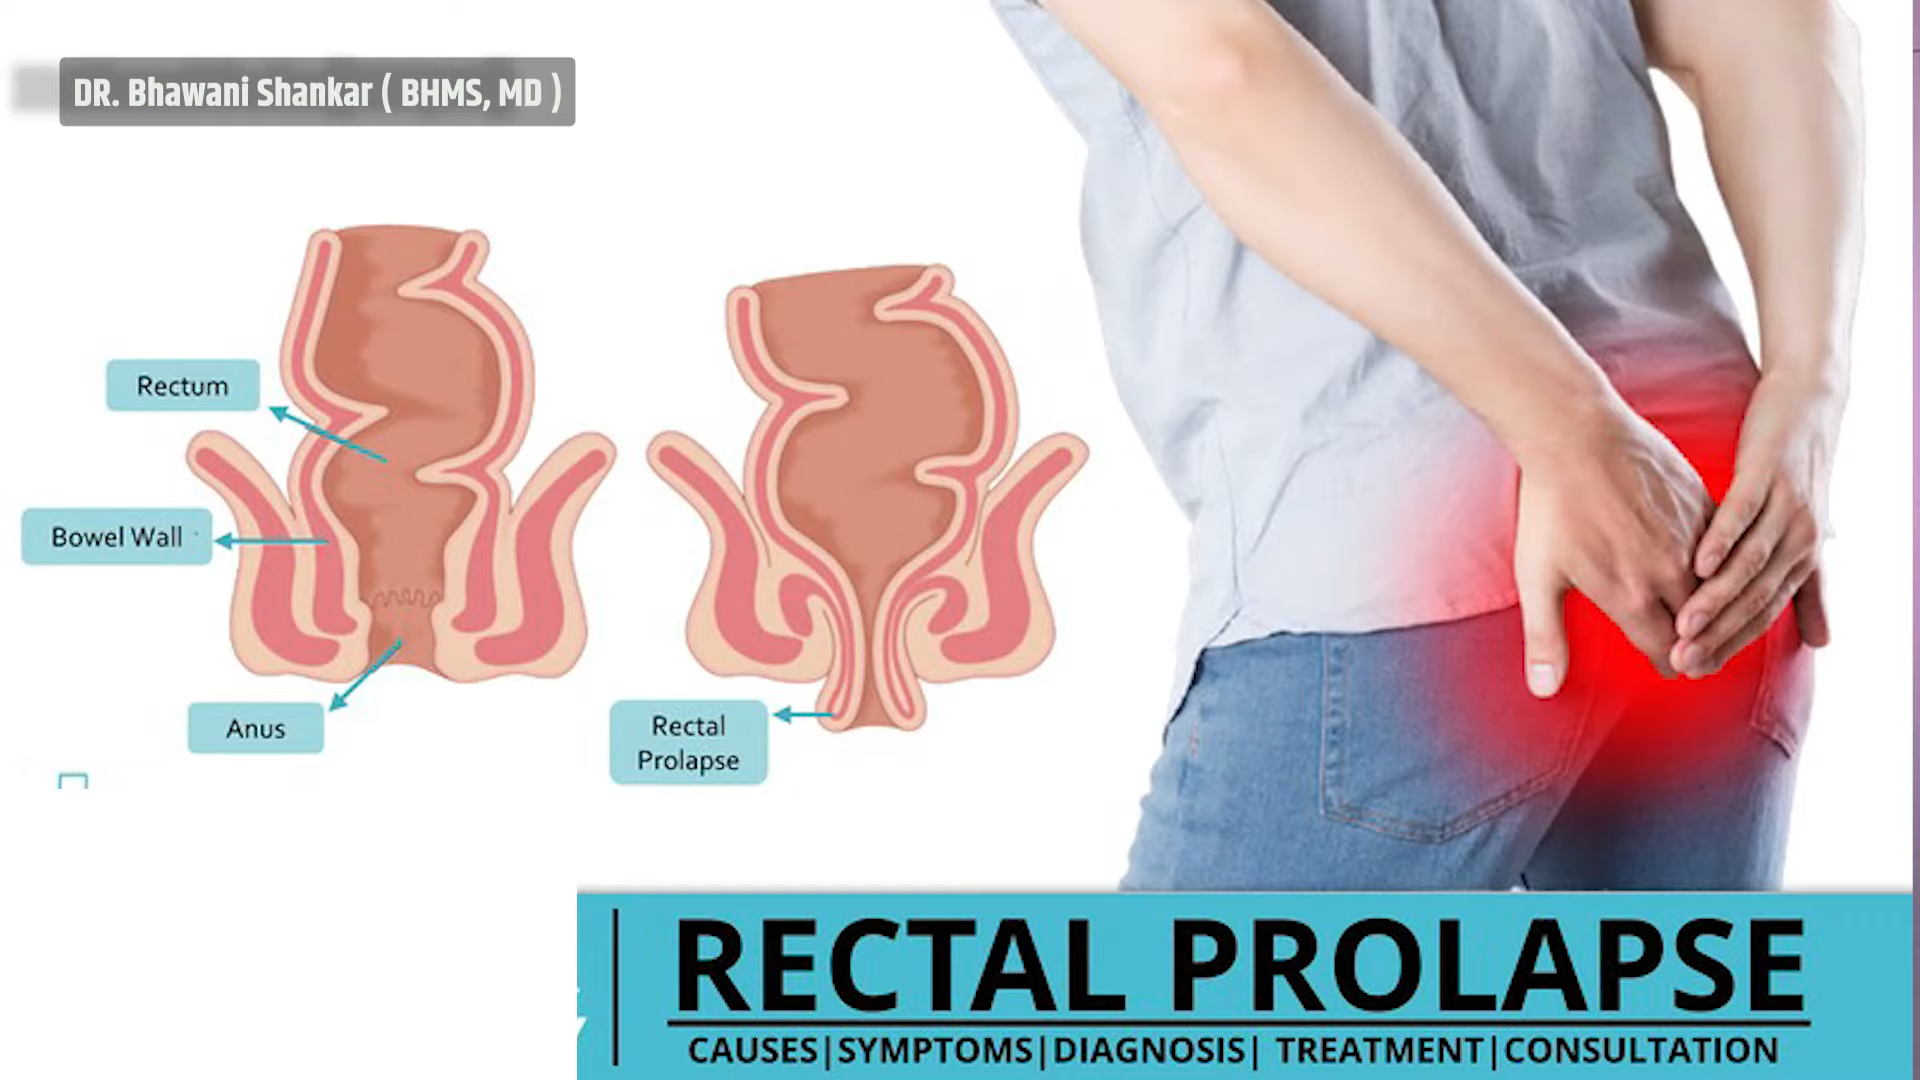 DR. Bhawani Shankar ( BHMS, MD )
Rectum
Bowel Wall
Anus
Rectal
Prolapse
RECTAL PROLAPSE
CAUSES|SYMPTOMS|DIAGNOSIS| TREATMENT|CONSULTATION